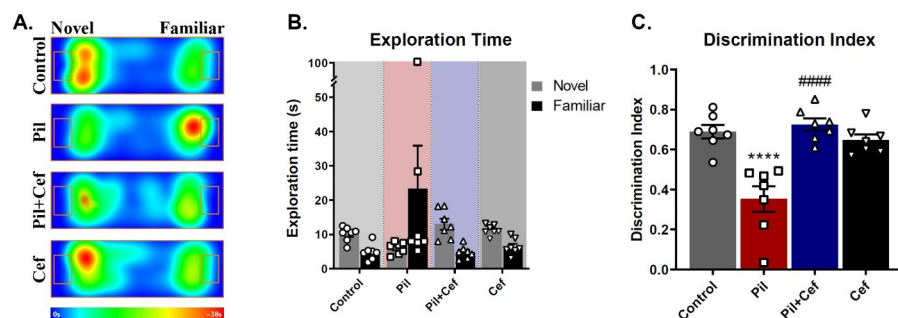 A.
Novel Familiar
Control
Pil
Pil+Cef
Cef
0s ~38s
B.
Exploration Time
Exploration time (s)
100
50
40
30
20
10
0
Novel
Familiar
Control Pil Pil+Cef Cef
C.
Discrimination Index
Discrimination Index
1.0
0.8
0.6
0.4
0.2
0.0
****
####
Control Pil Pil+Cef Cef